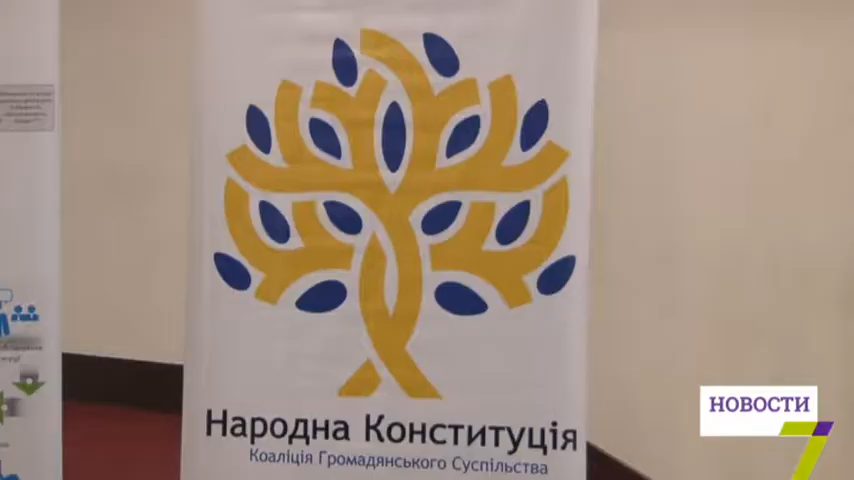 Народна Конституція
Коаліція Громадянського Суспільства
НОВОСТИ
7